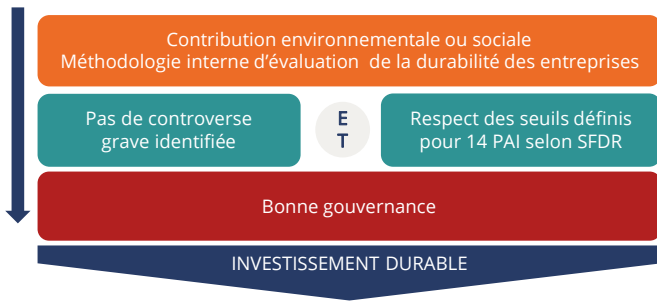 Contribution environnementale ou sociale
Méthodologie interne d’évaluation de la durabilité des entreprises
Pas de controverse
grave identifiée
E
T
Respect des seuils définis
pour 14 PAI selon SFDR
Bonne gouvernance
INVESTISSEMENT DURABLE